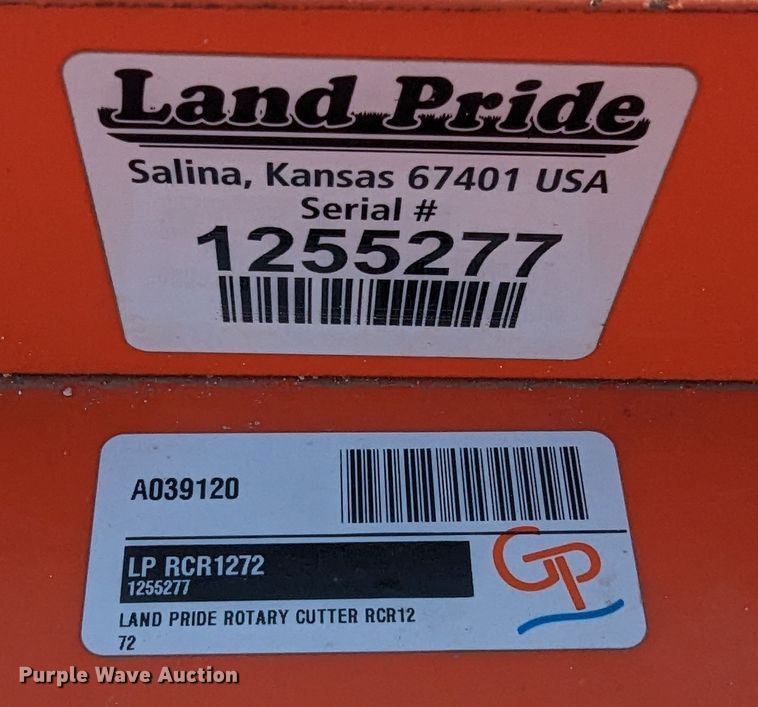 Land Pride
Salina, Kansas 67401 USA
Serial #
1255277
A039120
LP RCR1272
1255277
GP
LAND PRIDE ROTARY CUTTER RCR12
72
Purple Wave Auction